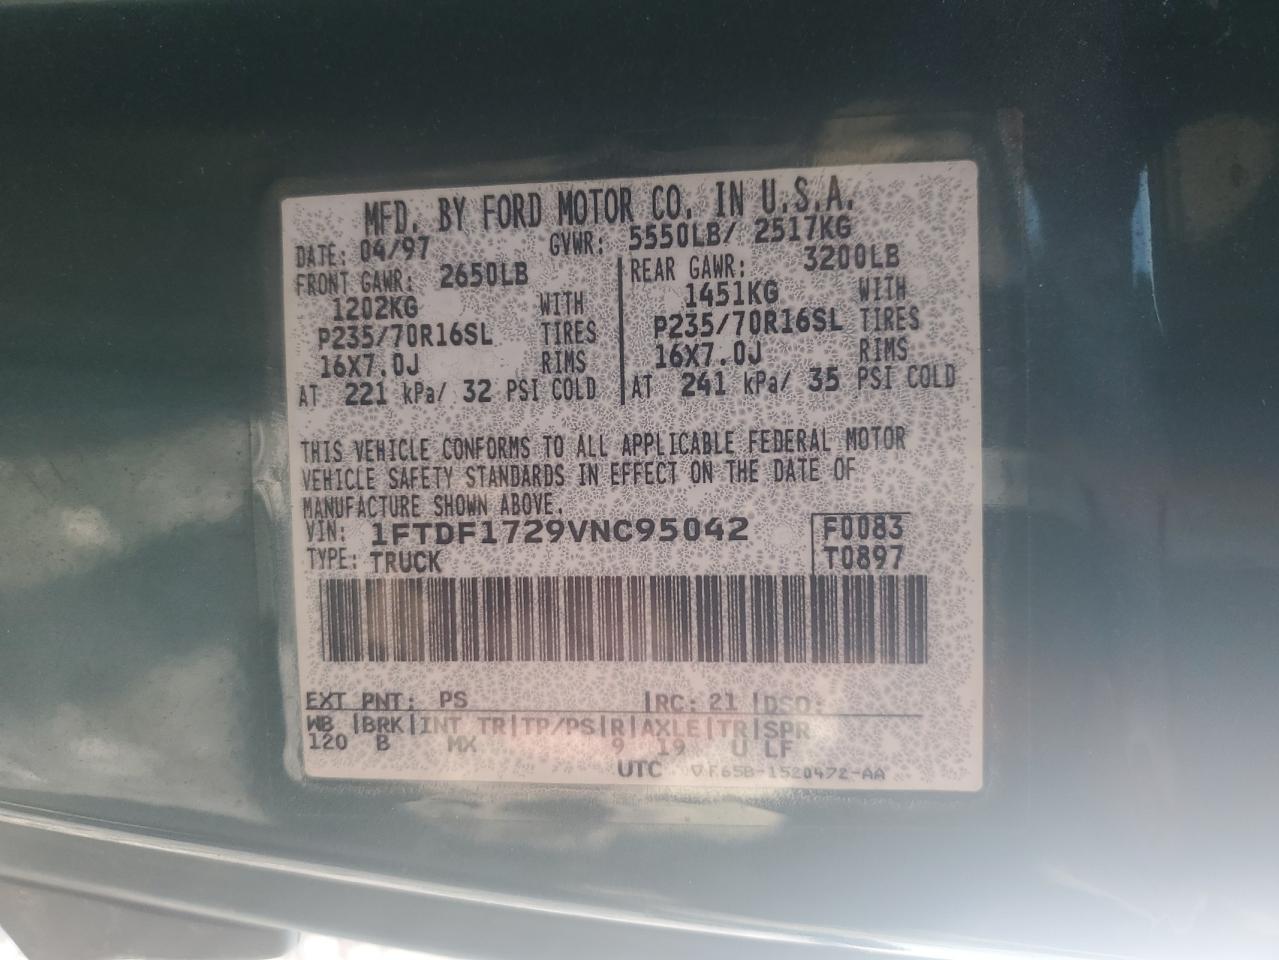 MFD. BY FORD MOTOR CO. IN U.S.A.
DATE: 04/97 GVWR: 5550LB/ 2517KG
FRONT GAWR: 2650LB REAR GAWR: 3200LB
1202KG WITH 1451KG WITH
P235/70R16SL TIRES P235/70R16SL TIRES
16X7.0J RIMS 16X7.0J RIMS
AT 221 kPa/ 32 PSI COLD AT 241 kPa/ 35 PSI COLD
THIS VEHICLE CONFORMS TO ALL APPLICABLE FEDERAL MOTOR
VEHICLE SAFETY STANDARDS IN EFFECT ON THE DATE OF
MANUFACTURE SHOWN ABOVE.
VIN: 1FTDF1729VNC95042 F0083
TYPE: TRUCK T0897
EXT PNT: PS |RC: 21 |DSO:
WB |BRK|INT TR|TP/PS|R|AXLE|TR|SPR
120 B MX 9 19 U LF
UTC ▽ F65B-1520472-AA